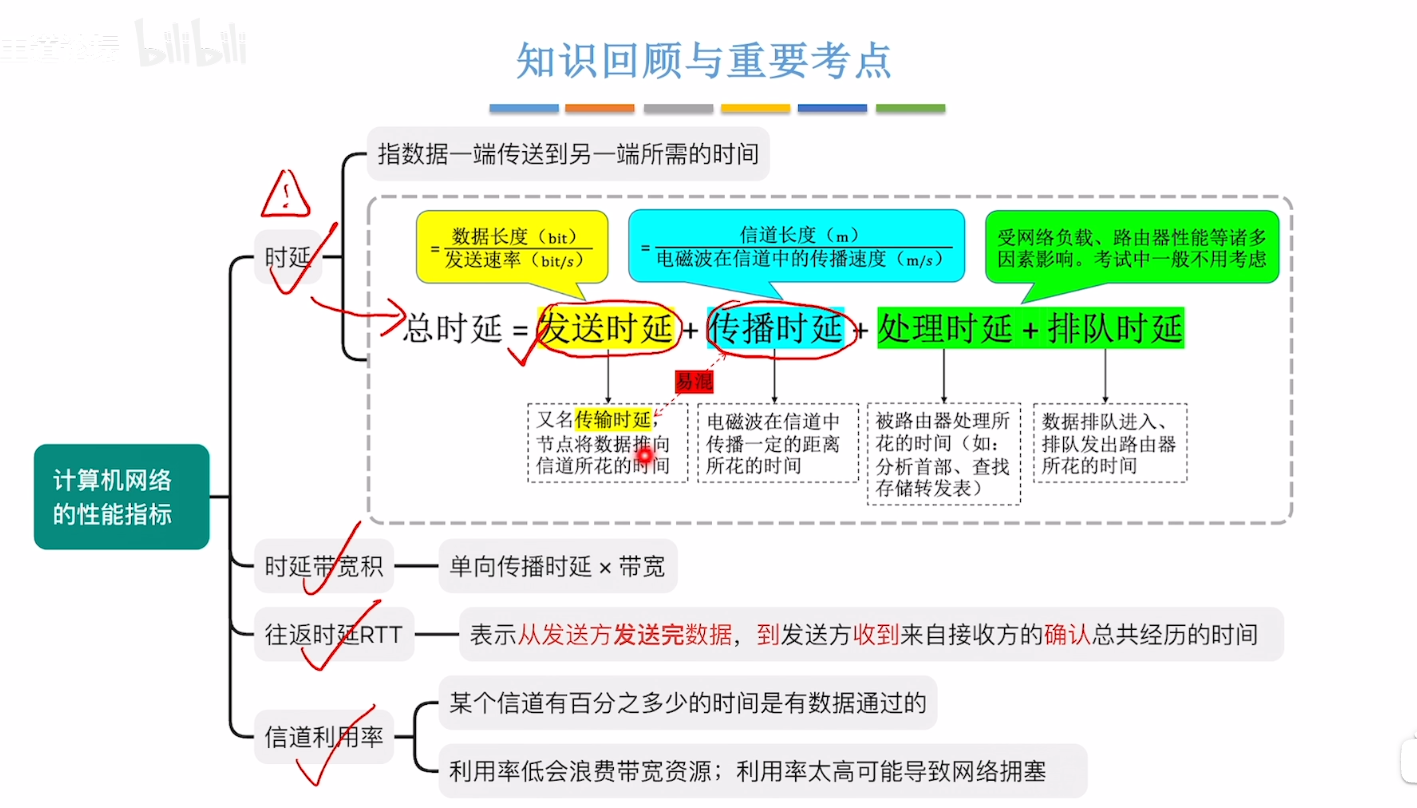 bilibili
知识回顾与重要考点
指数据一端传送到另一端所需的时间
时延
= 数据长度（bit）
发送速率（bit/s）
= 信道长度（m）
电磁波在信道中的传播速度（m/s）
受网络负载、路由器性能等诸多
因素影响。考试中一般不用考虑
总时延 = 发送时延 + 传播时延 + 处理时延 + 排队时延
易混
又名传输时延，
节点将数据推向
信道所花的时间
电磁波在信道中
传播一定的距离
所花的时间
被路由器处理所
花的时间（如：
分析首部、查找
存储转发表）
数据排队进入、
排队发出路由器
所花的时间
计算机网络
的性能指标
时延带宽积
单向传播时延 × 带宽
往返时延RTT
表示从发送方发送完数据，到发送方收到来自接收方的确认总共经历的时间
信道利用率
某个信道有百分之多少的时间是有数据通过的
利用率低会浪费带宽资源；利用率太高可能导致网络拥塞